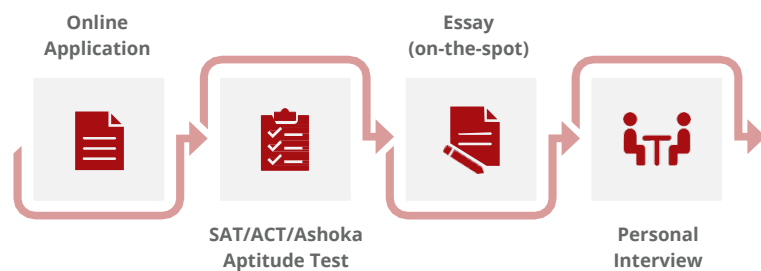 Online
Application
SAT/ACT/Ashoka
Aptitude Test
Essay
(on-the-spot)
Personal
Interview